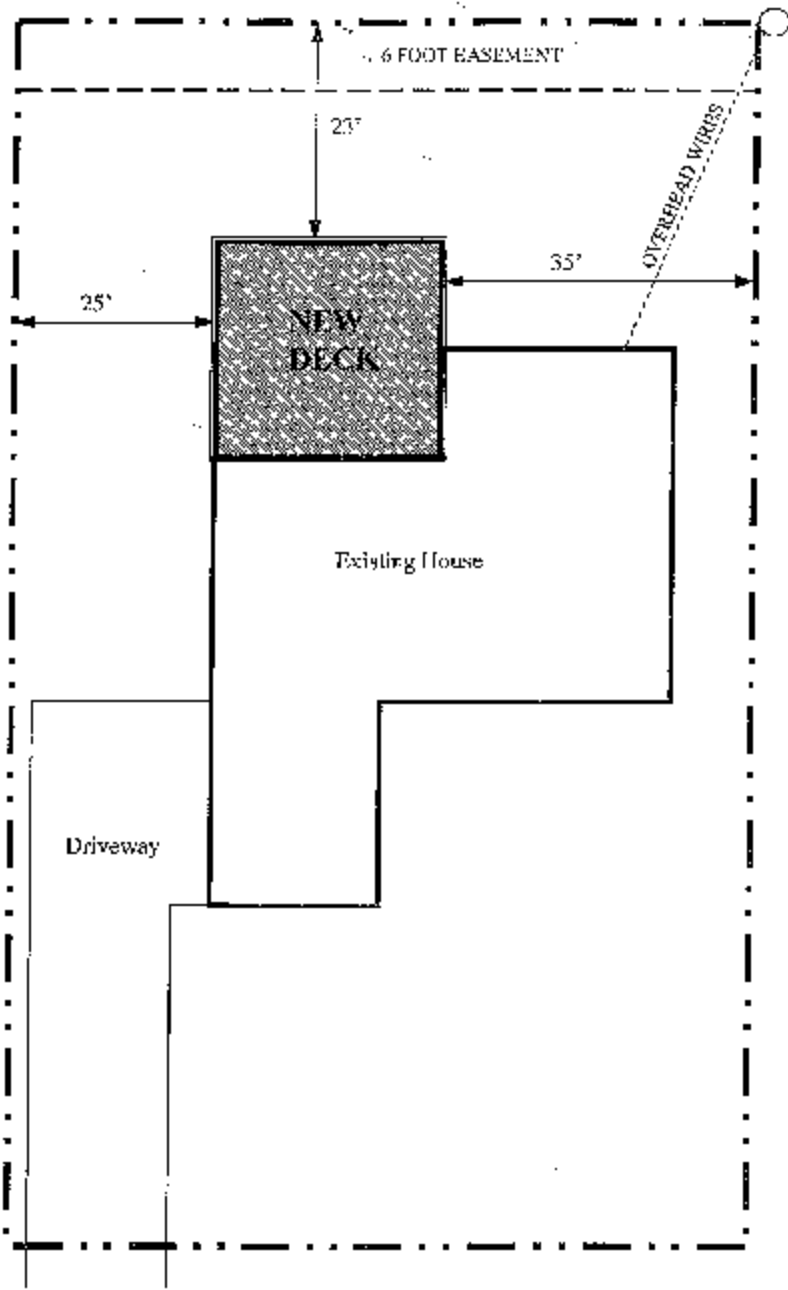 6 FOOT EASEMENT
23'
OVERHEAD WIRES
35'
25'
NEW
DECK
Existing House
Driveway